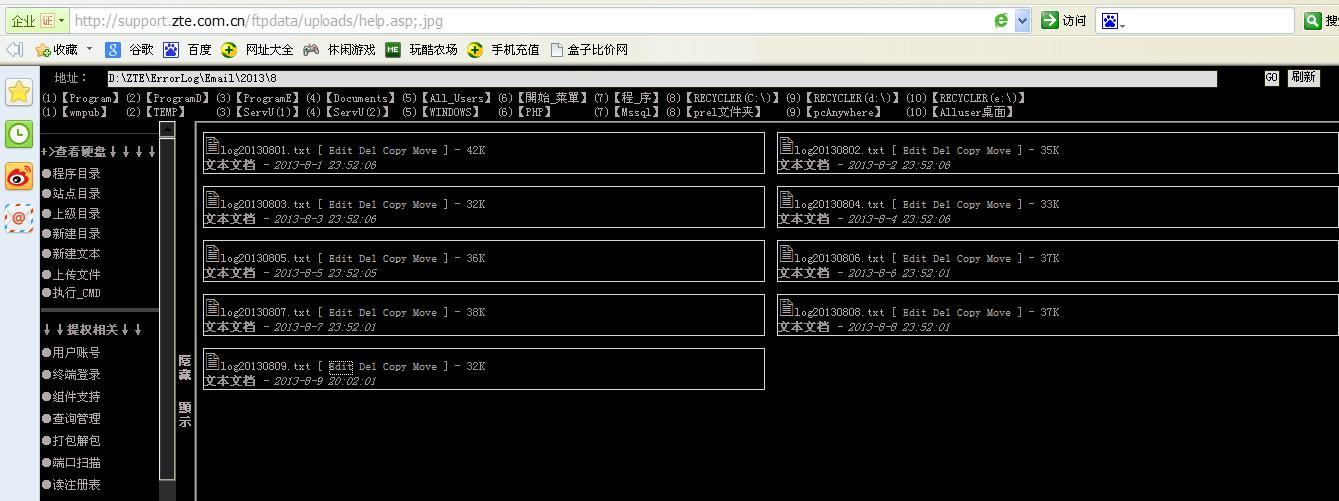 企业 证 http://support.zte.com.cn/ftpdata/uploads/help.asp;.jpg 访问
收藏 谷歌 百度 网址大全 休闲游戏 玩酷农场 手机充值 盒子比价网
地址： D:\ZTE\ErrorLog\Email\2013\8 GO 刷新
(1)【Program】 (2)【ProgramD】 (3)【ProgramE】 (4)【Documents】 (5)【All_Users】 (6)【開始_菜單】 (7)【程_序】 (8)【RECYCLER(C:\)】 (9)【RECYCLER(d:\)】 (10)【RECYCLER(e:\)】
(1)【wmpub】 (2)【TEMP】 (3)【ServU(1)】 (4)【ServU(2)】 (5)【WINDOWS】 (6)【PHP】 (7)【Mssql】 (8)【prel文件夹】 (9)【pcAnywhere】 (10)【Alluser桌面】
+>查看硬盘↓↓↓↓
●程序目录
●站点目录
●上級目录
●新建目录
●新建文本
●上传文件
●执行_CMD
↓↓提权相关↓↓
●用户账号
●终端登录
●组件支持
●查询管理
●打包解包
●端口扫描
●读注册表
隱藏
顯示
log20130801.txt [ Edit Del Copy Move ] - 42K
文本文档 - 2013-8-1 23:52:06
log20130802.txt [ Edit Del Copy Move ] - 35K
文本文档 - 2013-8-2 23:52:06
log20130803.txt [ Edit Del Copy Move ] - 32K
文本文档 - 2013-8-3 23:52:06
log20130804.txt [ Edit Del Copy Move ] - 33K
文本文档 - 2013-8-4 23:52:06
log20130805.txt [ Edit Del Copy Move ] - 36K
文本文档 - 2013-8-5 23:52:05
log20130806.txt [ Edit Del Copy Move ] - 37K
文本文档 - 2013-8-6 23:52:01
log20130807.txt [ Edit Del Copy Move ] - 38K
文本文档 - 2013-8-7 23:52:01
log20130808.txt [ Edit Del Copy Move ] - 37K
文本文档 - 2013-8-8 23:52:01
log20130809.txt [ Edit Del Copy Move ] - 32K
文本文档 - 2013-8-9 20:02:01